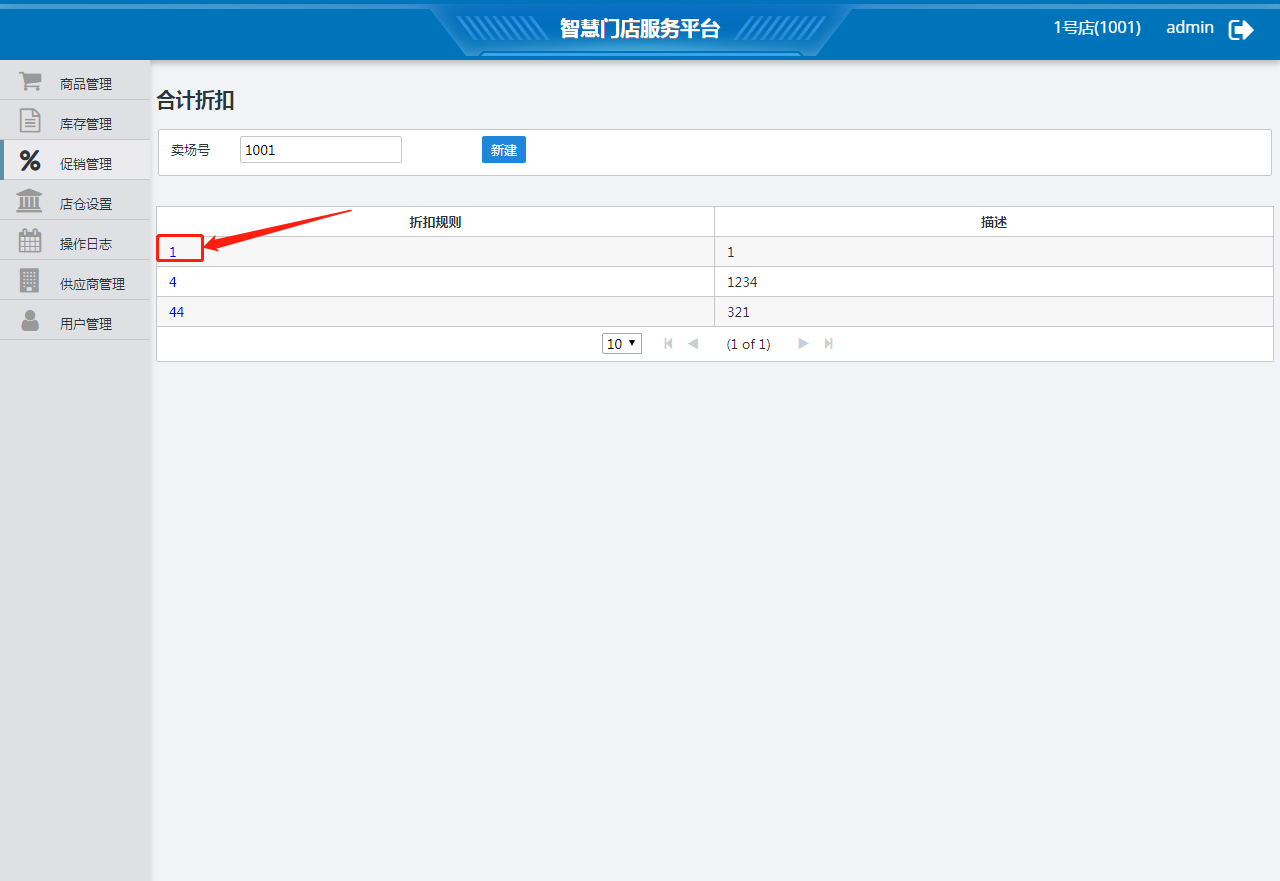 智慧门店服务平台
1号店(1001) admin
商品管理
库存管理
促销管理
店仓设置
操作日志
供应商管理
用户管理
合计折扣
卖场号 1001 新建
折扣规则 描述
1 1
4 1234
44 321
10 (1 of 1)